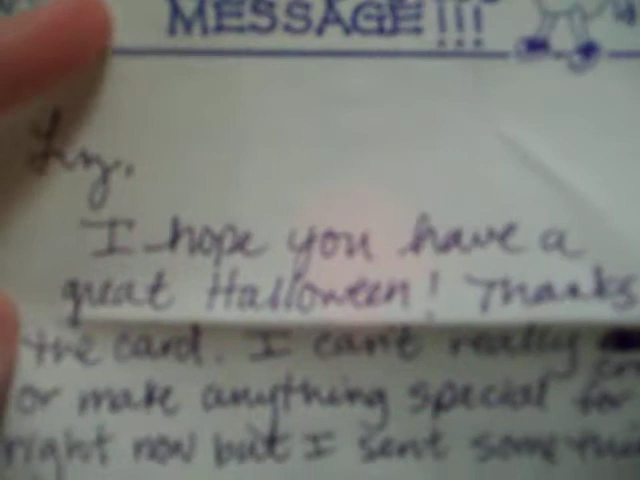 MESSAGE!!!
I hope you have a
great Halloween! Thanks
the card. I can't really
or make anything special for
right now but I sent